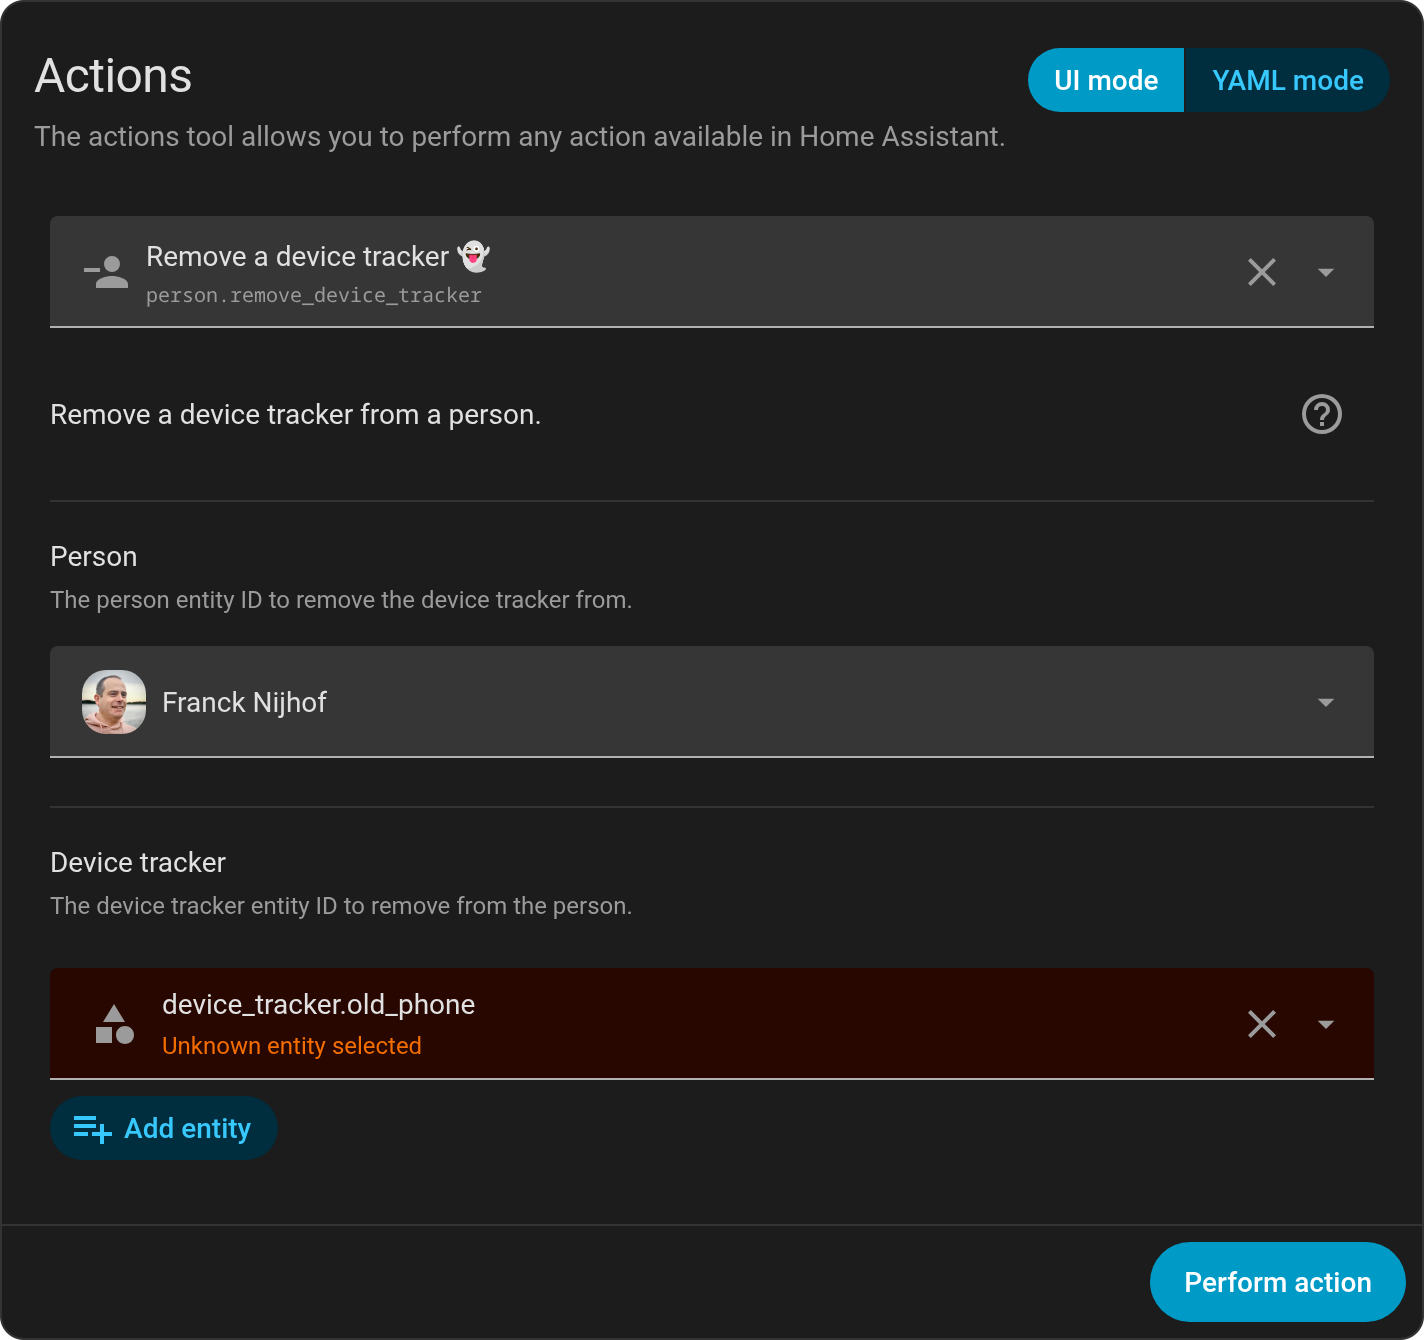 Actions
UI mode
YAML mode
The actions tool allows you to perform any action available in Home Assistant.
Remove a device tracker 👻
person.remove_device_tracker
Remove a device tracker from a person.
Person
The person entity ID to remove the device tracker from.
Franck Nijhof
Device tracker
The device tracker entity ID to remove from the person.
device_tracker.old_phone
Unknown entity selected
Add entity
Perform action